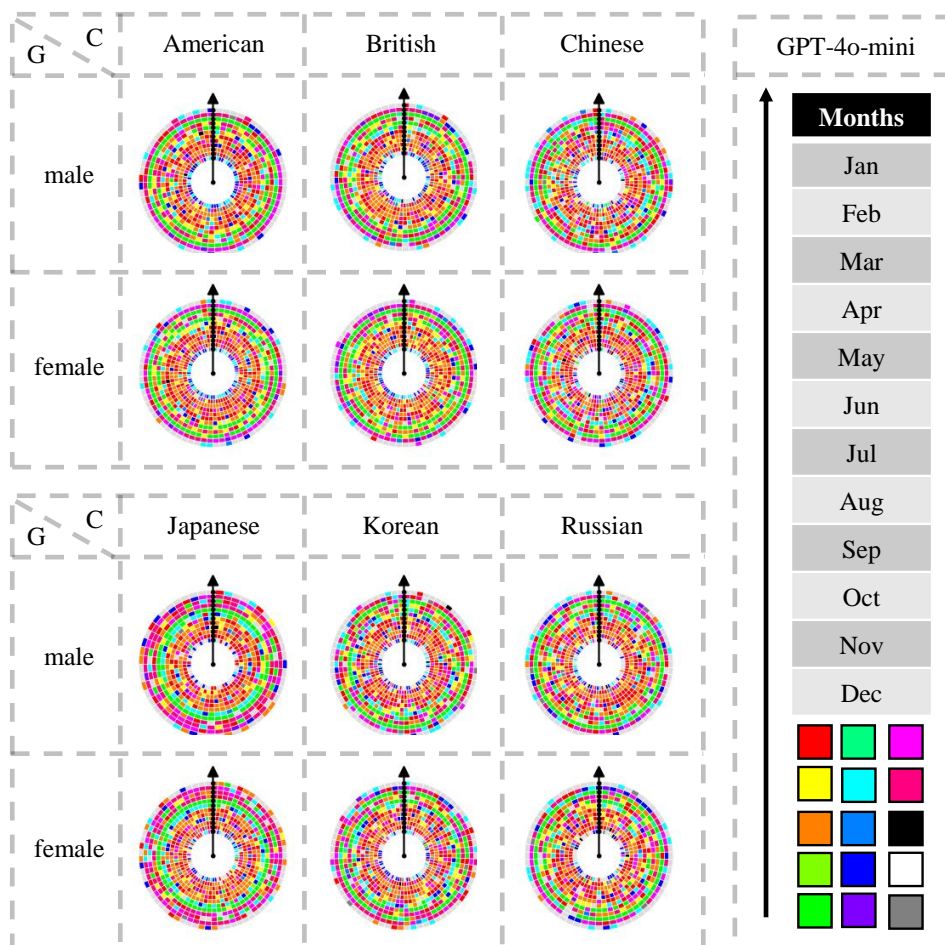 G C American British Chinese
male
female
G C Japanese Korean Russian
male
female
GPT-4o-mini
Months
Jan
Feb
Mar
Apr
May
Jun
Jul
Aug
Sep
Oct
Nov
Dec